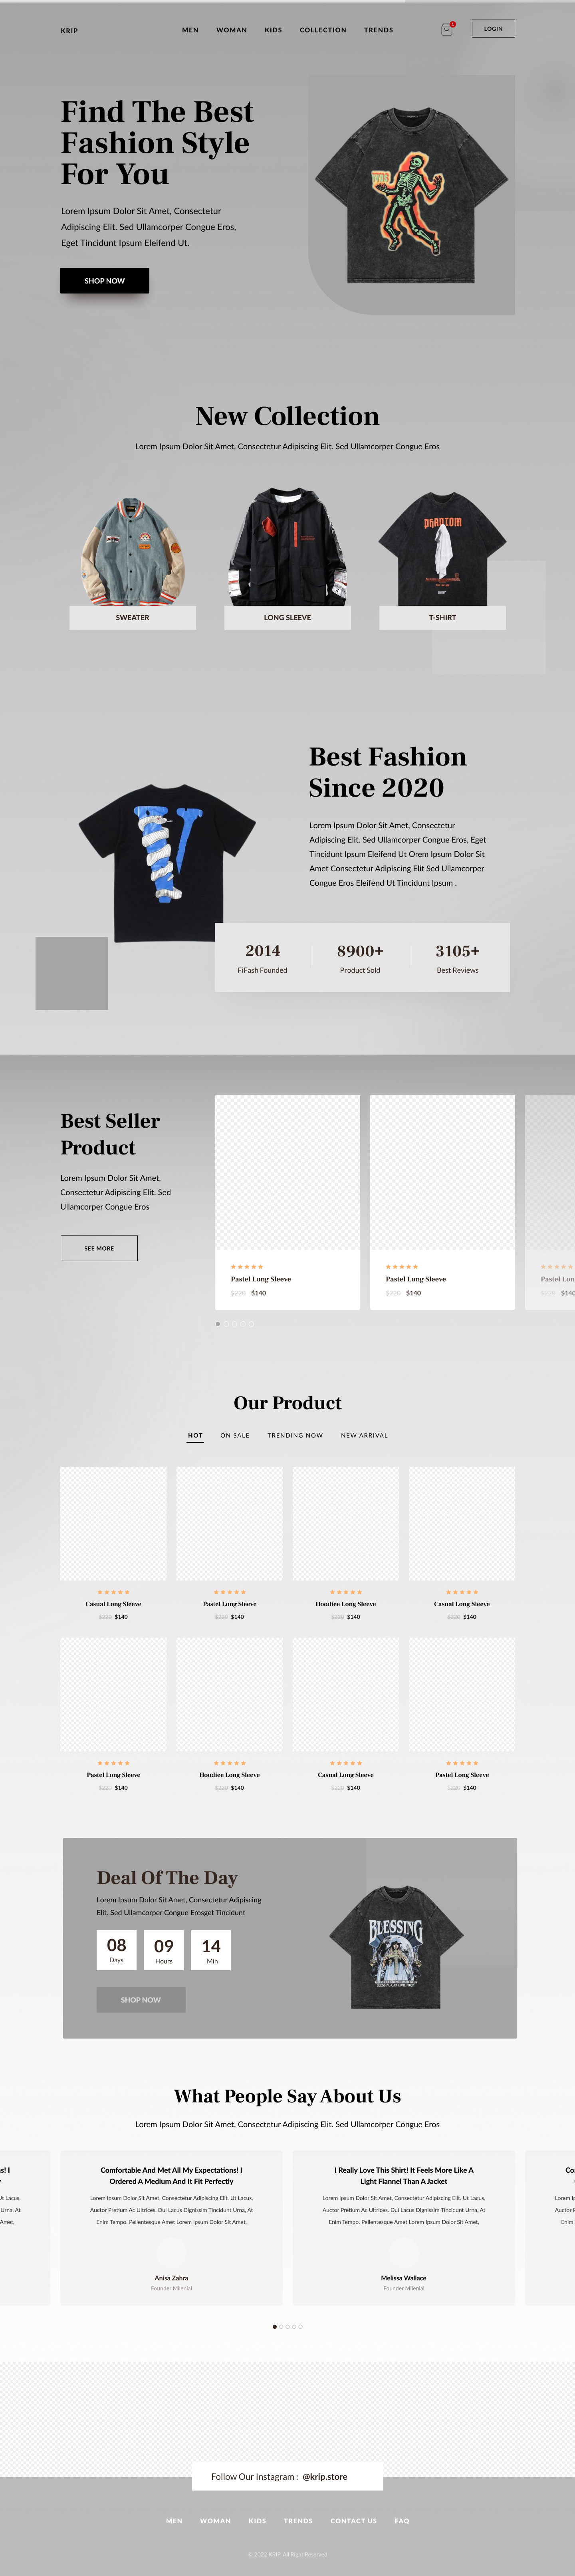 KRIP
MEN WOMAN KIDS COLLECTION TRENDS
LOGIN
Find The Best
Fashion Style
For You
Lorem Ipsum Dolor Sit Amet, Consectetur
Adipiscing Elit. Sed Ullamcorper Congue Eros,
Eget Tincidunt Ipsum Eleifend Ut.
SHOP NOW
New Collection
Lorem Ipsum Dolor Sit Amet, Consectetur Adipiscing Elit. Sed Ullamcorper Congue Eros
PHANTOM
SWEATER
LONG SLEEVE
T-SHIRT
Best Fashion
Since 2020
Lorem Ipsum Dolor Sit Amet, Consectetur
Adipiscing Elit. Sed Ullamcorper Congue Eros, Eget
Tincidunt Ipsum Eleifend Ut Orem Ipsum Dolor Sit
Amet Consectetur Adipiscing Elit Sed Ullamcorper
Congue Eros Eleifend Ut Tincidunt Ipsum .
V
2014
FiFash Founded
8900+
Product Sold
3105+
Best Reviews
Best Seller
Product
Lorem Ipsum Dolor Sit Amet,
Consectetur Adipiscing Elit. Sed
Ullamcorper Congue Eros
SEE MORE
Pastel Long Sleeve
$220 $140
Pastel Long Sleeve
$220 $140
Pastel Lon
$220 $140
Our Product
HOT ON SALE TRENDING NOW NEW ARRIVAL
Casual Long Sleeve
$220 $140
Pastel Long Sleeve
$220 $140
Hoodiee Long Sleeve
$220 $140
Casual Long Sleeve
$220 $140
Pastel Long Sleeve
$220 $140
Hoodiee Long Sleeve
$220 $140
Casual Long Sleeve
$220 $140
Pastel Long Sleeve
$220 $140
Deal Of The Day
Lorem Ipsum Dolor Sit Amet, Consectetur Adipiscing
Elit. Sed Ullamcorper Congue Erosget Tincidunt
08
Days
09
Hours
14
Min
SHOP NOW
BLESSING
What People Say About Us
Lorem Ipsum Dolor Sit Amet, Consectetur Adipiscing Elit. Sed Ullamcorper Congue Eros
s! I
Ut Lacus,
Urna, At
Amet,
Comfortable And Met All My Expectations! I
Ordered A Medium And It Fit Perfectly
Lorem Ipsum Dolor Sit Amet, Consectetur Adipiscing Elit. Ut Lacus,
Auctor Pretium Ac Ultrices. Dui Lacus Dignissim Tincidunt Urna, At
Enim Tempo. Pellentesque Amet Lorem Ipsum Dolor Sit Amet,
Anisa Zahra
Founder Milenial
I Really Love This Shirt! It Feels More Like A
Light Flannel Than A Jacket
Lorem Ipsum Dolor Sit Amet, Consectetur Adipiscing Elit. Ut Lacus,
Auctor Pretium Ac Ultrices. Dui Lacus Dignissim Tincidunt Urna, At
Enim Tempo. Pellentesque Amet Lorem Ipsum Dolor Sit Amet,
Melissa Wallace
Founder Milenial
Co
Lorem Ip
Auctor P
Enim
Follow Our Instagram : @krip.store
MEN WOMAN KIDS TRENDS CONTACT US FAQ
© 2022 KRIP. All Right Reserved